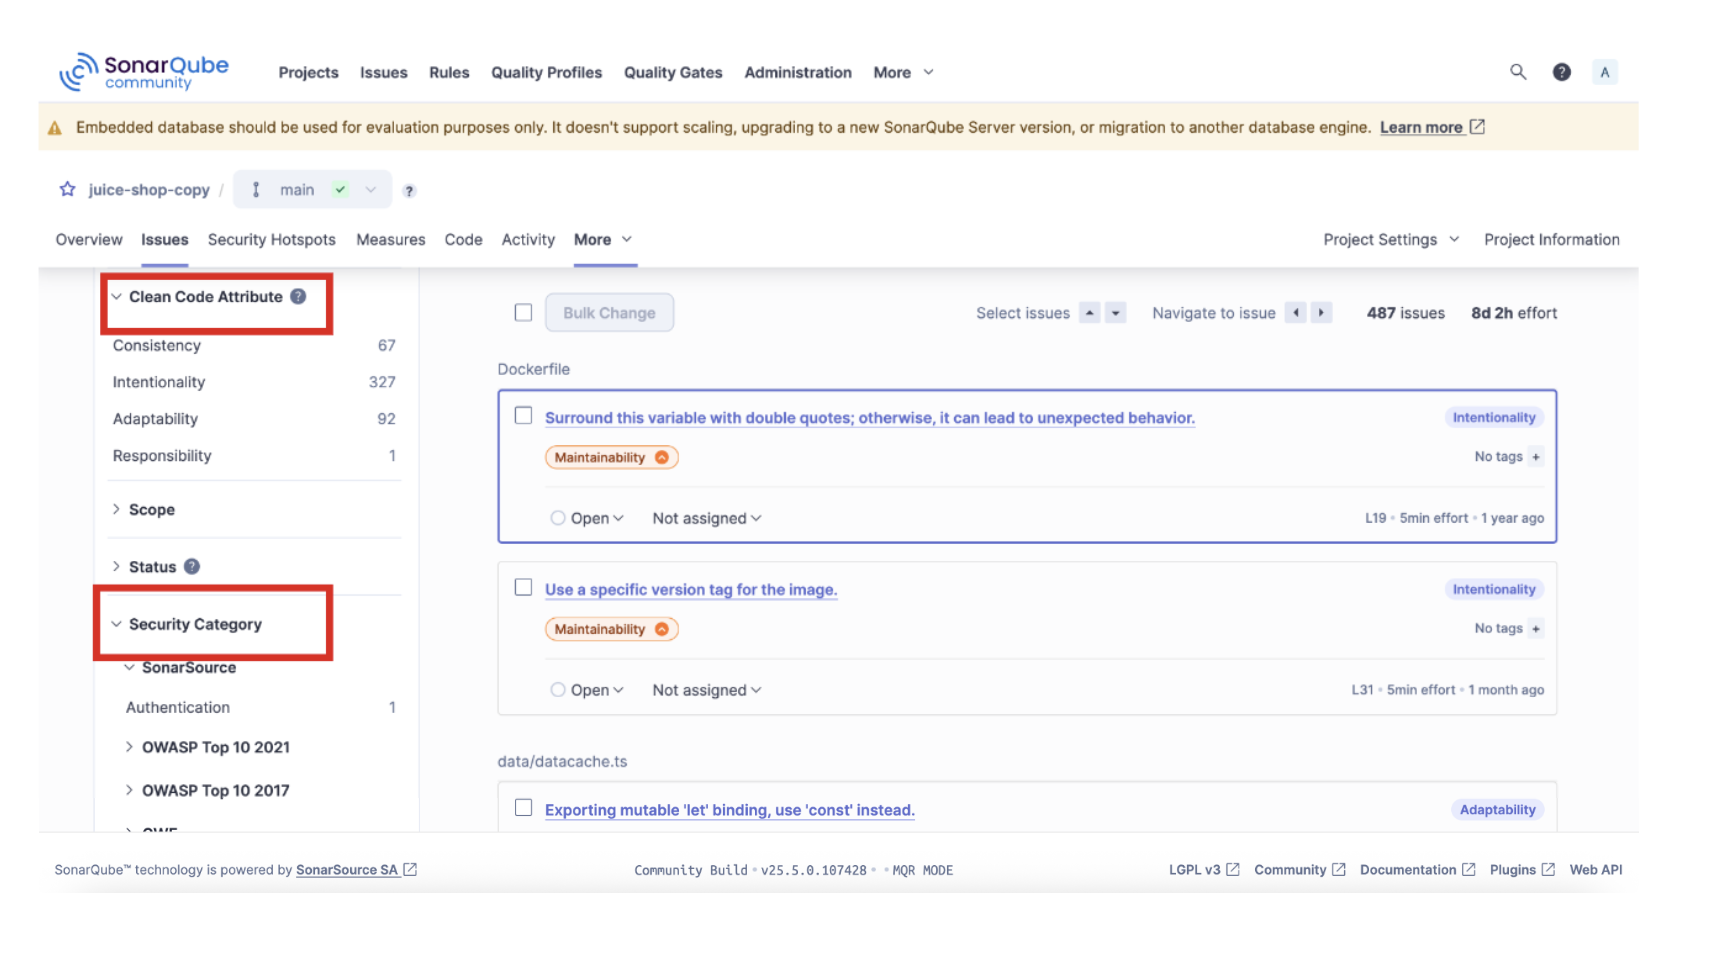 SonarQube community
Projects Issues Rules Quality Profiles Quality Gates Administration More
A
Embedded database should be used for evaluation purposes only. It doesn't support scaling, upgrading to a new SonarQube Server version, or migration to another database engine. Learn more
juice-shop-copy / main ?
Overview Issues Security Hotspots Measures Code Activity More Project Settings Project Information
Clean Code Attribute ?
Consistency 67
Intentionality 327
Adaptability 92
Responsibility 1
Scope
Status ?
Security Category
SonarSource
Authentication 1
OWASP Top 10 2021
OWASP Top 10 2017
Bulk Change Select issues Navigate to issue 487 issues 8d 2h effort
Dockerfile
Surround this variable with double quotes; otherwise, it can lead to unexpected behavior. Intentionality
Maintainability No tags +
Open Not assigned L19 • 5min effort • 1 year ago
Use a specific version tag for the image. Intentionality
Maintainability No tags +
Open Not assigned L31 • 5min effort • 1 month ago
data/datacache.ts
Exporting mutable 'let' binding, use 'const' instead. Adaptability
SonarQube™ technology is powered by SonarSource SA Community Build • v25.5.0.107428 • • MQR MODE LGPL v3 Community Documentation Plugins Web API